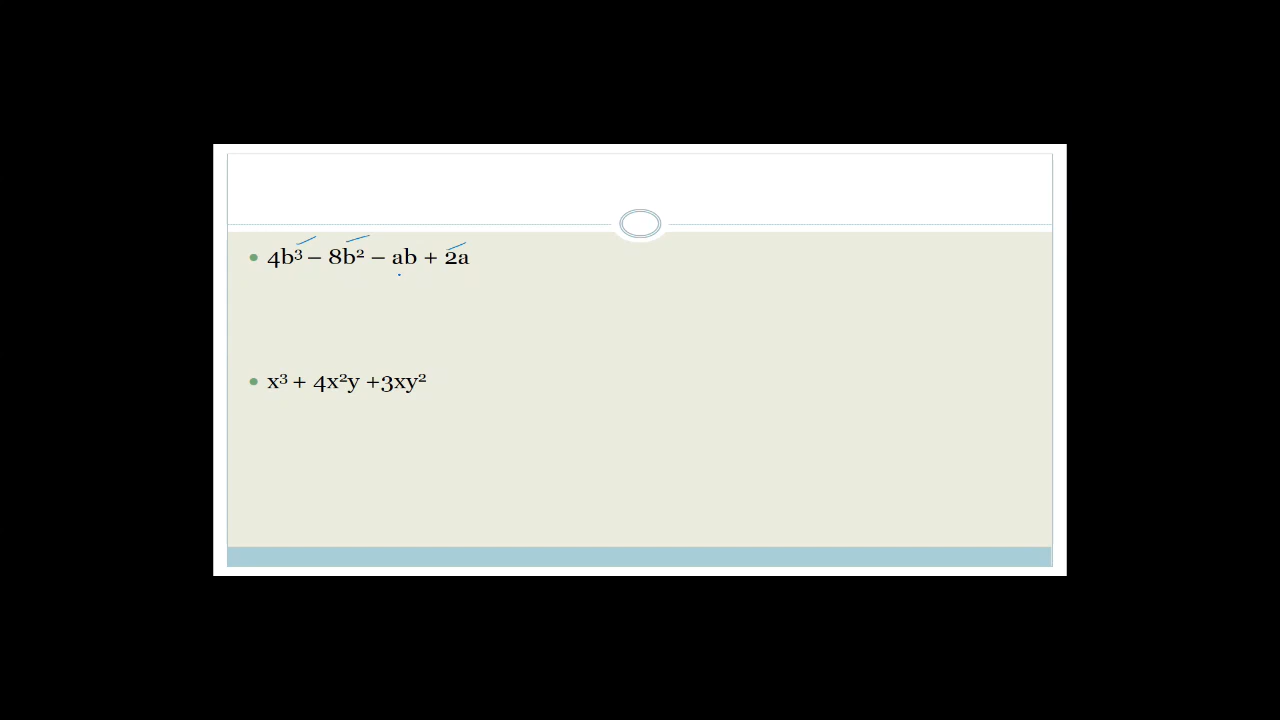 • 4b³ – 8b² – ab + 2a
• x³ + 4x²y +3xy²